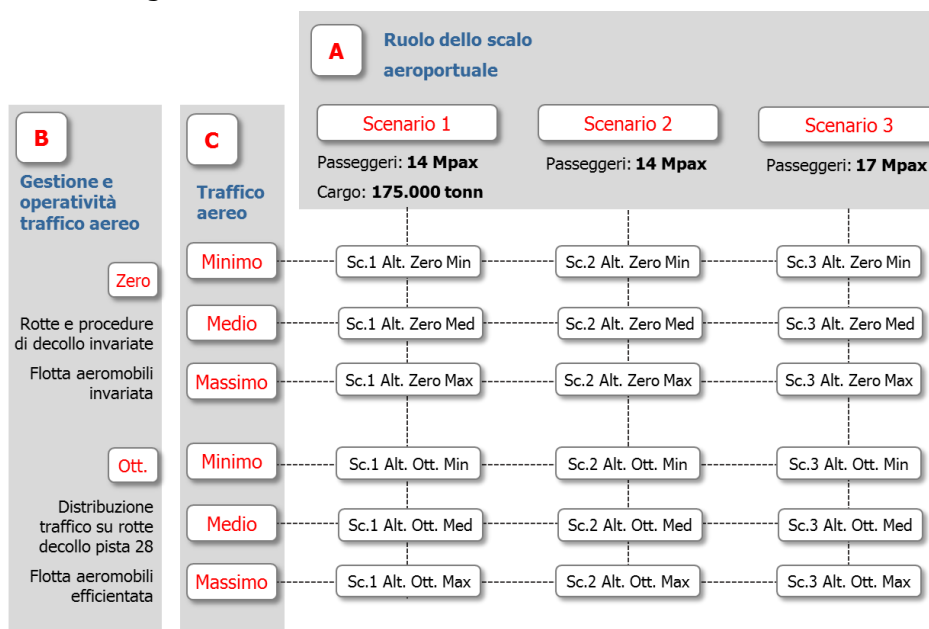 A
Ruolo dello scalo
aeroportuale
Scenario 1
Scenario 2
Scenario 3
Passeggeri: 14 Mpax
Passeggeri: 14 Mpax
Passeggeri: 17 Mpax
Cargo: 175.000 tonn
B
Gestione e
operatività
traffico aereo
C
Traffico
aereo
Zero
Rotte e procedure
di decollo invariate
Flotta aeromobili
invariata
Minimo
Sc.1 Alt. Zero Min
Sc.2 Alt. Zero Min
Sc.3 Alt. Zero Min
Medio
Sc.1 Alt. Zero Med
Sc.2 Alt. Zero Med
Sc.3 Alt. Zero Med
Massimo
Sc.1 Alt. Zero Max
Sc.2 Alt. Zero Max
Sc.3 Alt. Zero Max
Ott.
Distribuzione
traffico su rotte
decollo pista 28
Flotta aeromobili
efficientata
Minimo
Sc.1 Alt. Ott. Min
Sc.2 Alt. Ott. Min
Sc.3 Alt. Ott. Min
Medio
Sc.1 Alt. Ott. Med
Sc.2 Alt. Ott. Med
Sc.3 Alt. Ott. Med
Massimo
Sc.1 Alt. Ott. Max
Sc.2 Alt. Ott. Max
Sc.3 Alt. Ott. Max